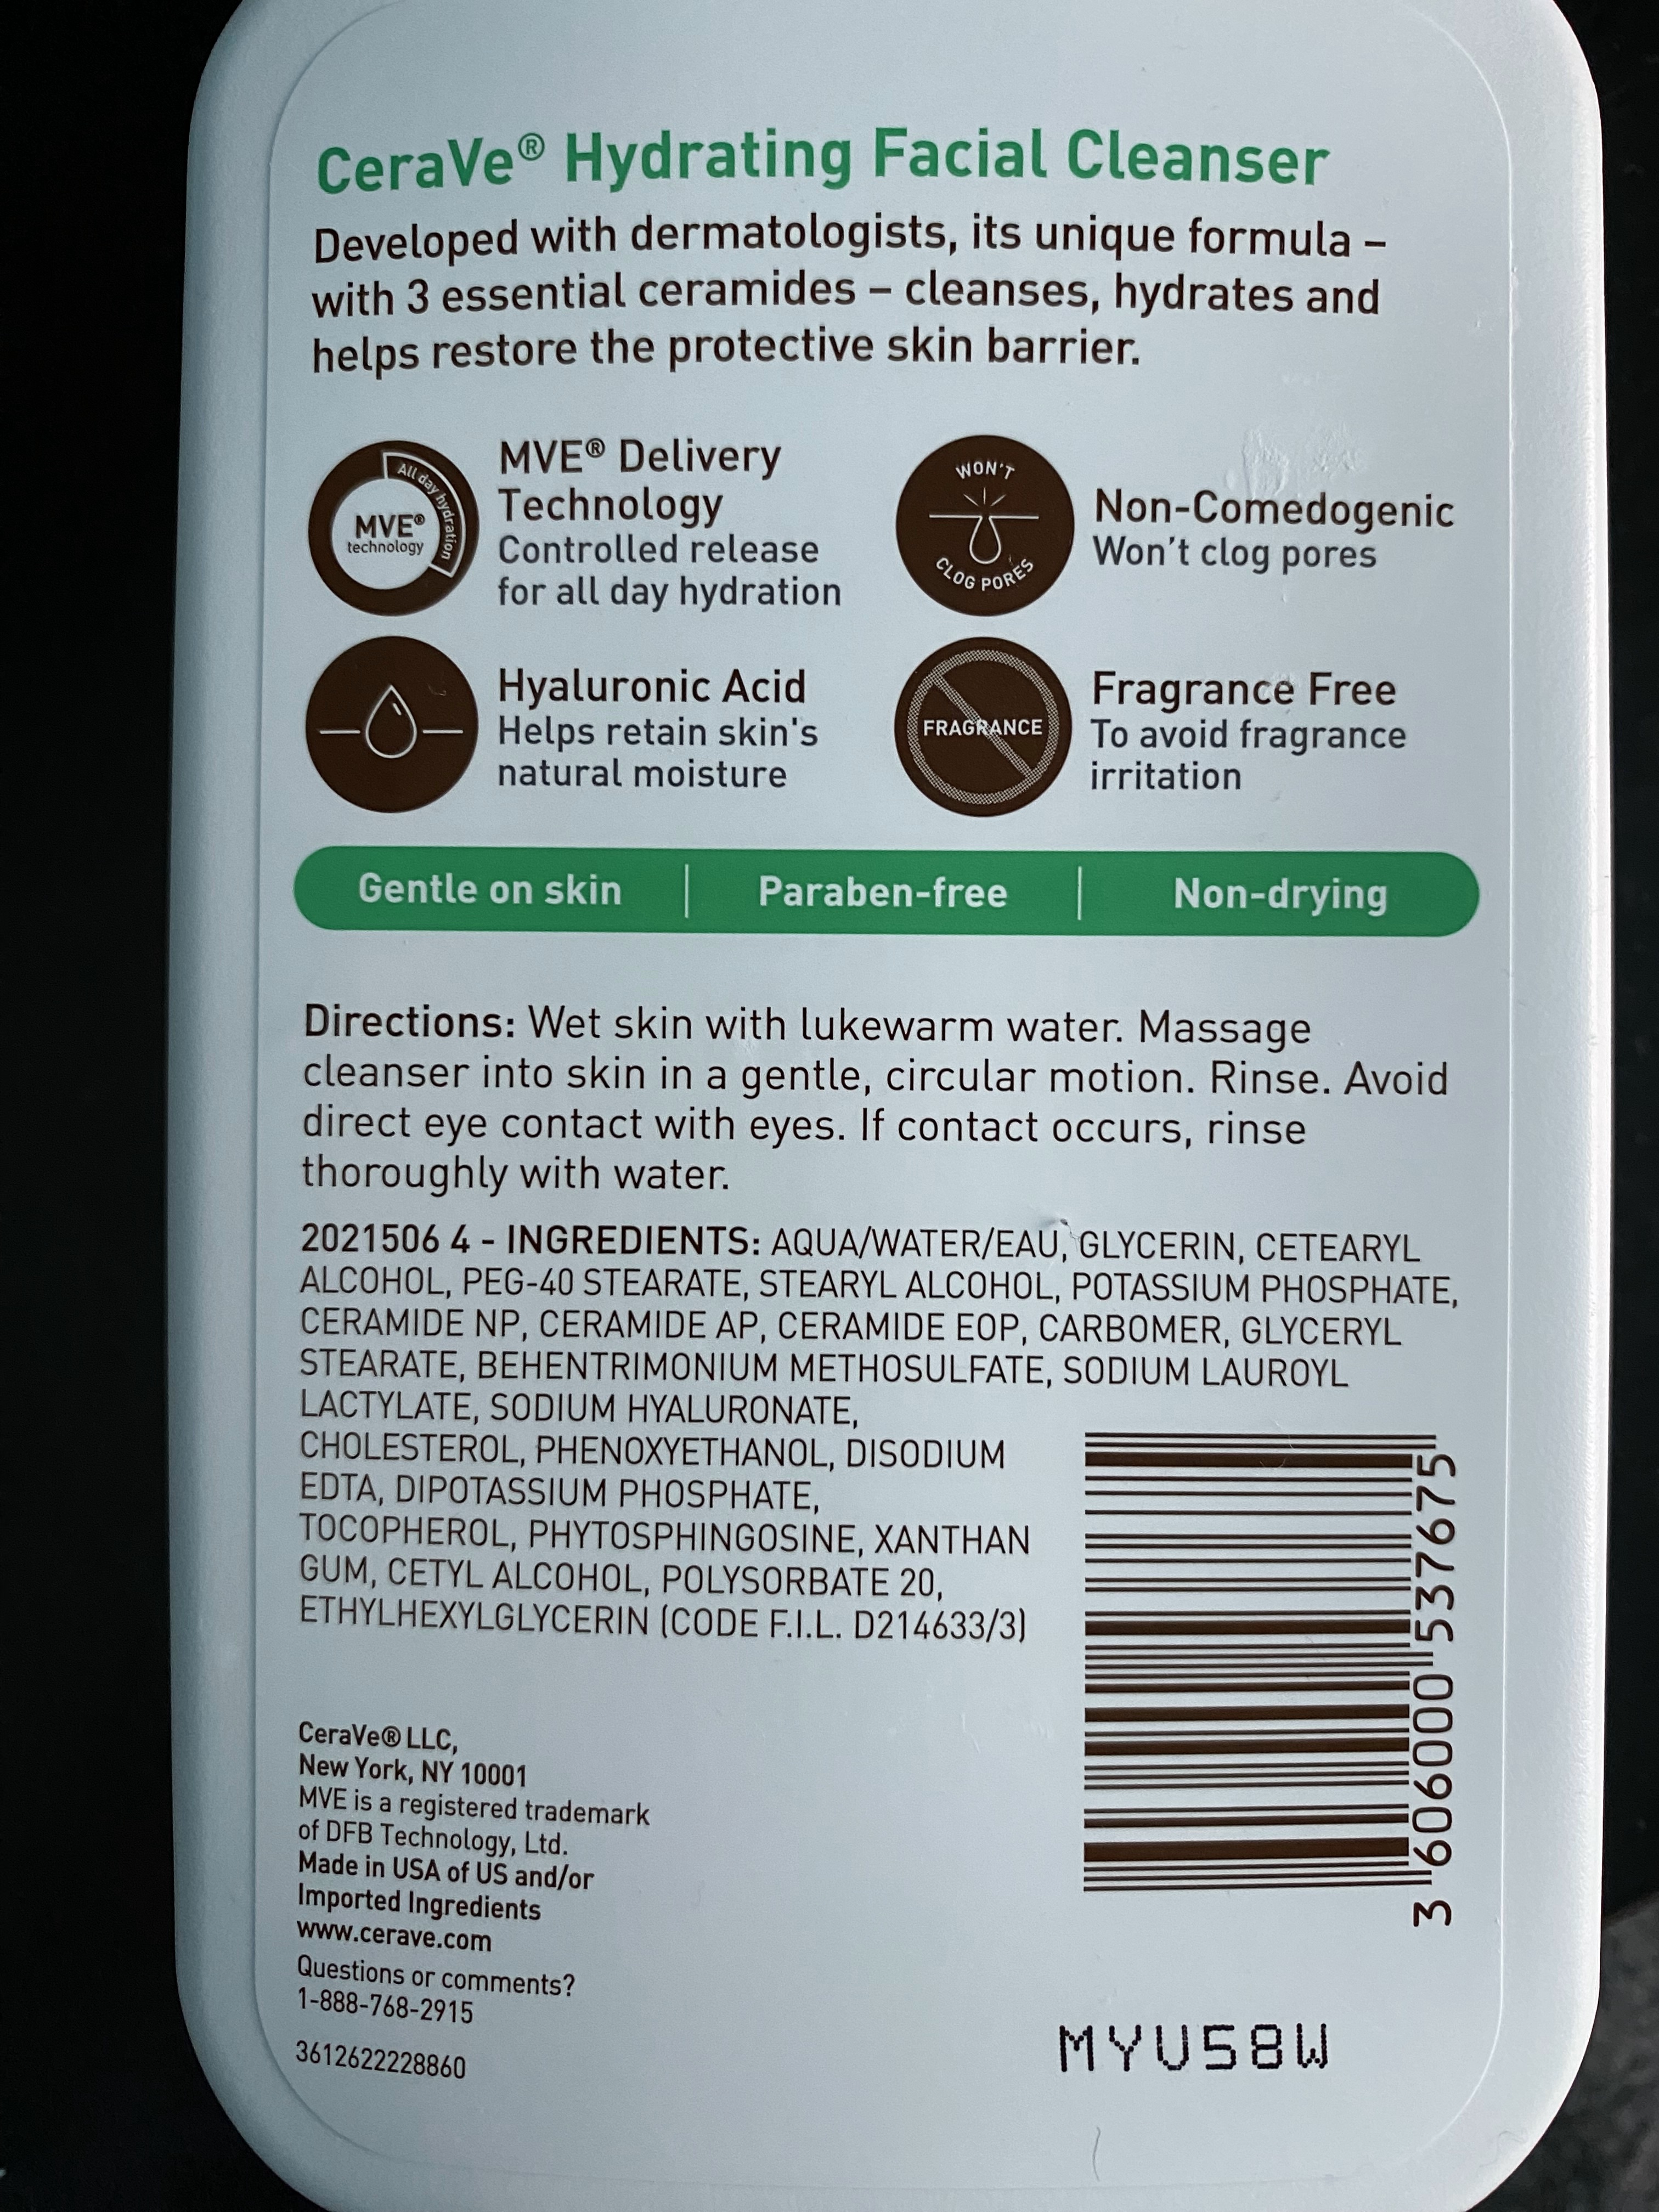 CeraVe® Hydrating Facial Cleanser
Developed with dermatologists, its unique formula –
with 3 essential ceramides – cleanses, hydrates and
helps restore the protective skin barrier.
All day hydration
MVE®
technology
MVE® Delivery
Technology
Controlled release
for all day hydration
WON'T
CLOG PORES
Non-Comedogenic
Won't clog pores
Hyaluronic Acid
Helps retain skin's
natural moisture
FRAGRANCE
Fragrance Free
To avoid fragrance
irritation
Gentle on skin | Paraben-free | Non-drying
Directions: Wet skin with lukewarm water. Massage
cleanser into skin in a gentle, circular motion. Rinse. Avoid
direct eye contact with eyes. If contact occurs, rinse
thoroughly with water.
2021506 4 - INGREDIENTS: AQUA/WATER/EAU, GLYCERIN, CETEARYL
ALCOHOL, PEG-40 STEARATE, STEARYL ALCOHOL, POTASSIUM PHOSPHATE,
CERAMIDE NP, CERAMIDE AP, CERAMIDE EOP, CARBOMER, GLYCERYL
STEARATE, BEHENTRIMONIUM METHOSULFATE, SODIUM LAUROYL
LACTYLATE, SODIUM HYALURONATE,
CHOLESTEROL, PHENOXYETHANOL, DISODIUM
EDTA, DIPOTASSIUM PHOSPHATE,
TOCOPHEROL, PHYTOSPHINGOSINE, XANTHAN
GUM, CETYL ALCOHOL, POLYSORBATE 20,
ETHYLHEXYLGLYCERIN (CODE F.I.L. D214633/3)
3 606000 537675
CeraVe® LLC,
New York, NY 10001
MVE is a registered trademark
of DFB Technology, Ltd.
Made in USA of US and/or
Imported Ingredients
www.cerave.com
Questions or comments?
1-888-768-2915
3612622228860
MYU58W